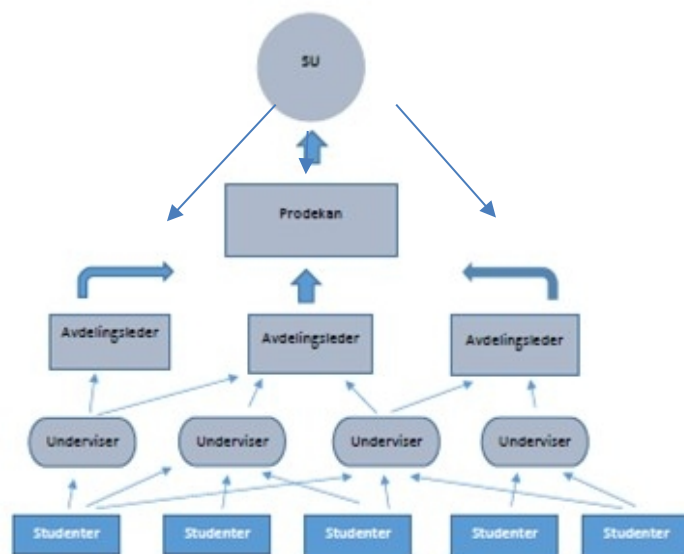 SU
Prodekan
Avdelingsleder
Avdelingsleder
Avdelingsleder
Underviser
Underviser
Underviser
Underviser
Studenter
Studenter
Studenter
Studenter
Studenter